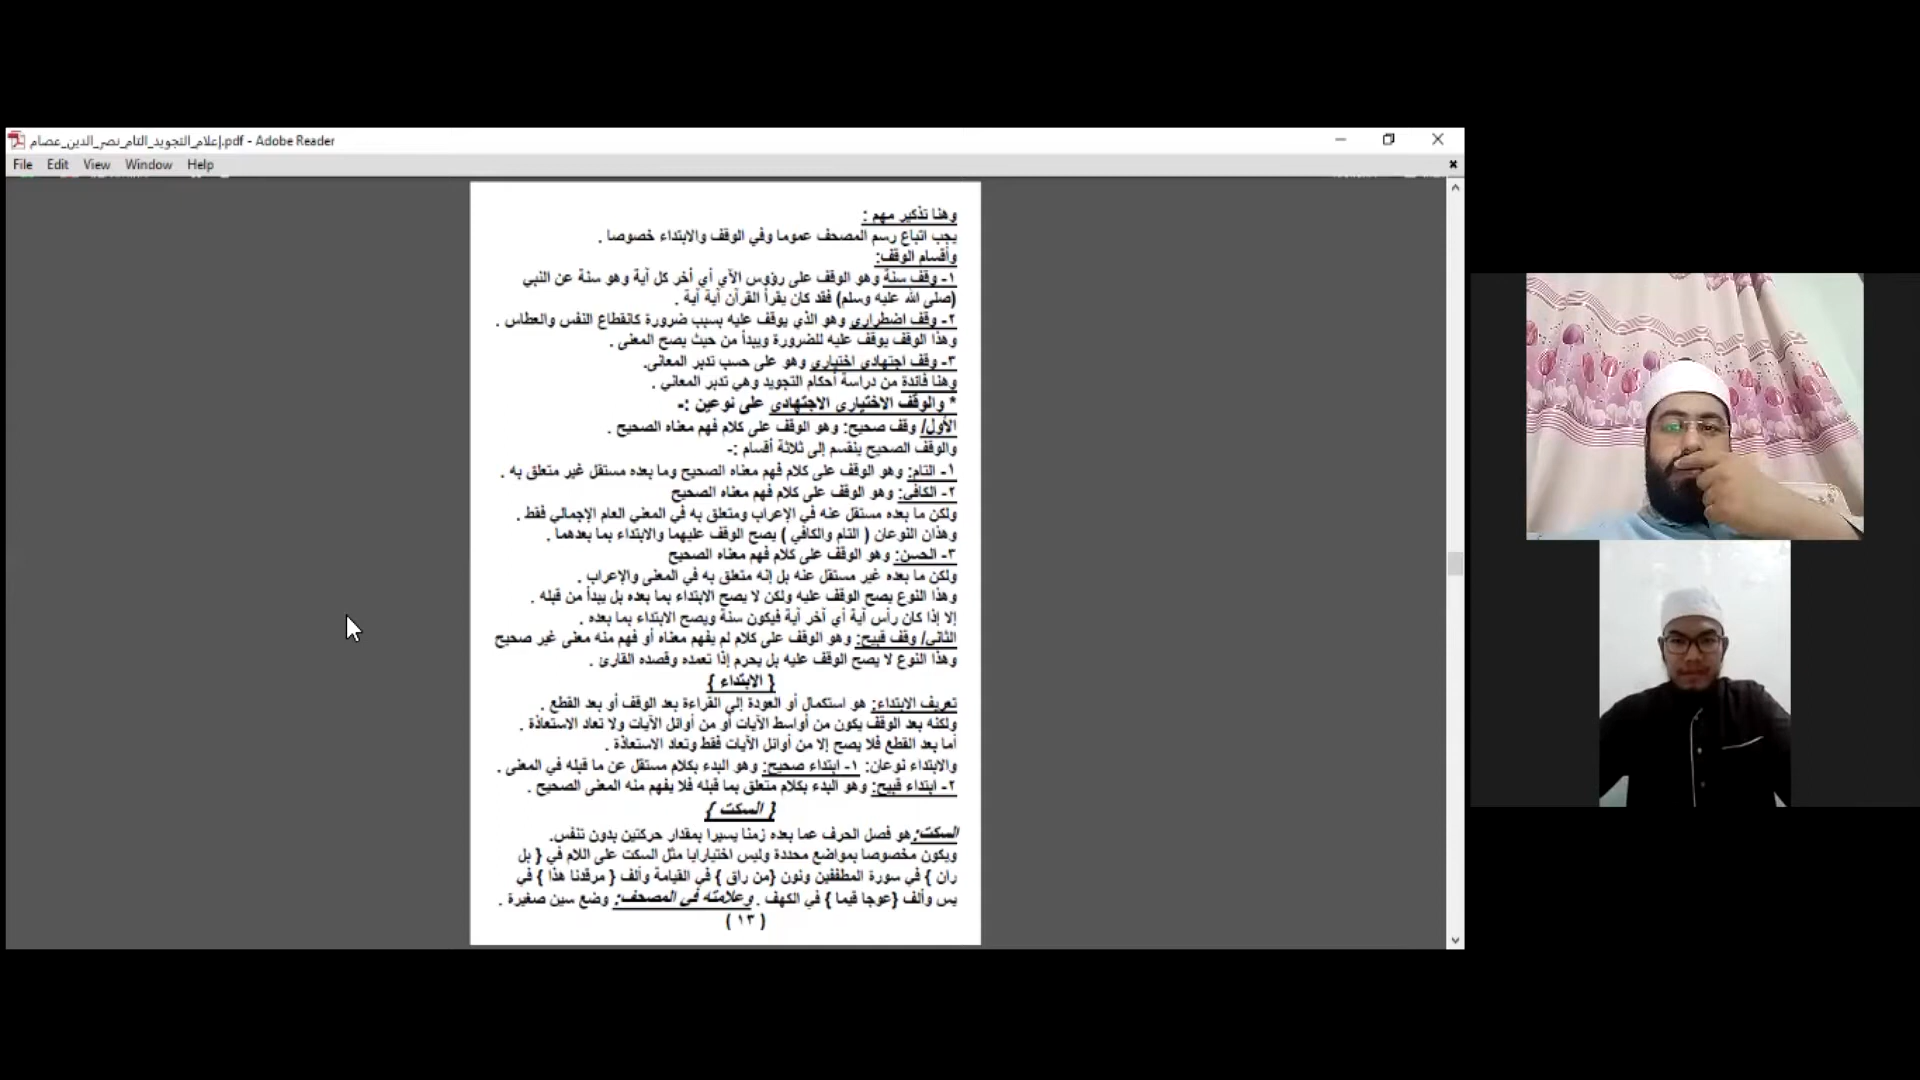 إعلام_التجويد_التام_نصر_الدين_عصام.pdf - Adobe Reader
File Edit View Window Help
وهنا تذكير مهم :
يجب اتباع رسم المصحف عموما وفي الوقف والابتداء خصوصا .
وأقسام الوقف:
١- وقف سنة وهو الوقف على رؤوس الآي أي أخر كل آية وهو سنة عن النبي
(صلى الله عليه وسلم) فقد كان يقرأ القرآن آية آية .
٢- وقف اضطراري وهو الذي يوقف عليه بسبب ضرورة كانقطاع النفس والعطاس .
وهذا الوقف يوقف عليه للضرورة ويبدأ من حيث يصح المعنى .
٣- وقف اجتهادي اختياري وهو على حسب تدبر المعانى.
وهنا فائدة من دراسة أحكام التجويد وهي تدبر المعاني .
* والوقف الاختيارى الاجتهادى على نوعين :-
الأول/ وقف صحيح: وهو الوقف على كلام فهم معناه الصحيح .
والوقف الصحيح ينقسم إلى ثلاثة أقسام :-
١- التام: وهو الوقف على كلام فهم معناه الصحيح وما بعده مستقل غير متعلق به .
٢- الكافى: وهو الوقف على كلام فهم معناه الصحيح
ولكن ما بعده مستقل عنه في الإعراب ومتعلق به في المعني العام الإجمالي فقط .
وهذان النوعان ( التام والكافي ) يصح الوقف عليهما والابتداء بما بعدهما .
٣- الحسن: وهو الوقف على كلام فهم معناه الصحيح
ولكن ما بعده غير مستقل عنه بل إنه متعلق به في المعنى والإعراب .
وهذا النوع يصح الوقف عليه ولكن لا يصح الابتداء بما بعده بل يبدأ من قبله .
إلا إذا كان رأس آية أي آخر آية فيكون سنة ويصح الابتداء بما بعده .
الثانى/ وقف قبيح: وهو الوقف على كلام لم يفهم معناه أو فهم منه معنى غير صحيح
وهذا النوع لا يصح الوقف عليه بل يحرم إذا تعمده وقصده القارئ .
{ الابتداء }
تعريف الابتداء: هو استكمال أو العودة إلى القراءة بعد الوقف أو بعد القطع .
ولكنه بعد الوقف يكون من أواسط الآيات أو من أوائل الآيات ولا تعاد الاستعاذة .
أما بعد القطع فلا يصح إلا من أوائل الآيات فقط وتعاد الاستعاذة .
والابتداء نوعان: ١- ابتداء صحيح: وهو البدء بكلام مستقل عن ما قبله في المعنى .
٢- ابتداء قبيح: وهو البدء بكلام متعلق بما قبله فلا يفهم منه المعنى الصحيح .
{ السكت }
السكت: هو فصل الحرف عما بعده زمنا يسيرا بمقدار حركتين بدون تنفس.
ويكون مخصوصا بمواضع محددة وليس اختياريا مثل السكت على اللام في { بل
ران } في سورة المطففين ونون {من راق } في القيامة وألف { مرقدنا هذا } في
يس وألف {عوجا قيما } في الكهف . وعلامته في المصحف: وضع سين صغيرة .
( ١٣ )